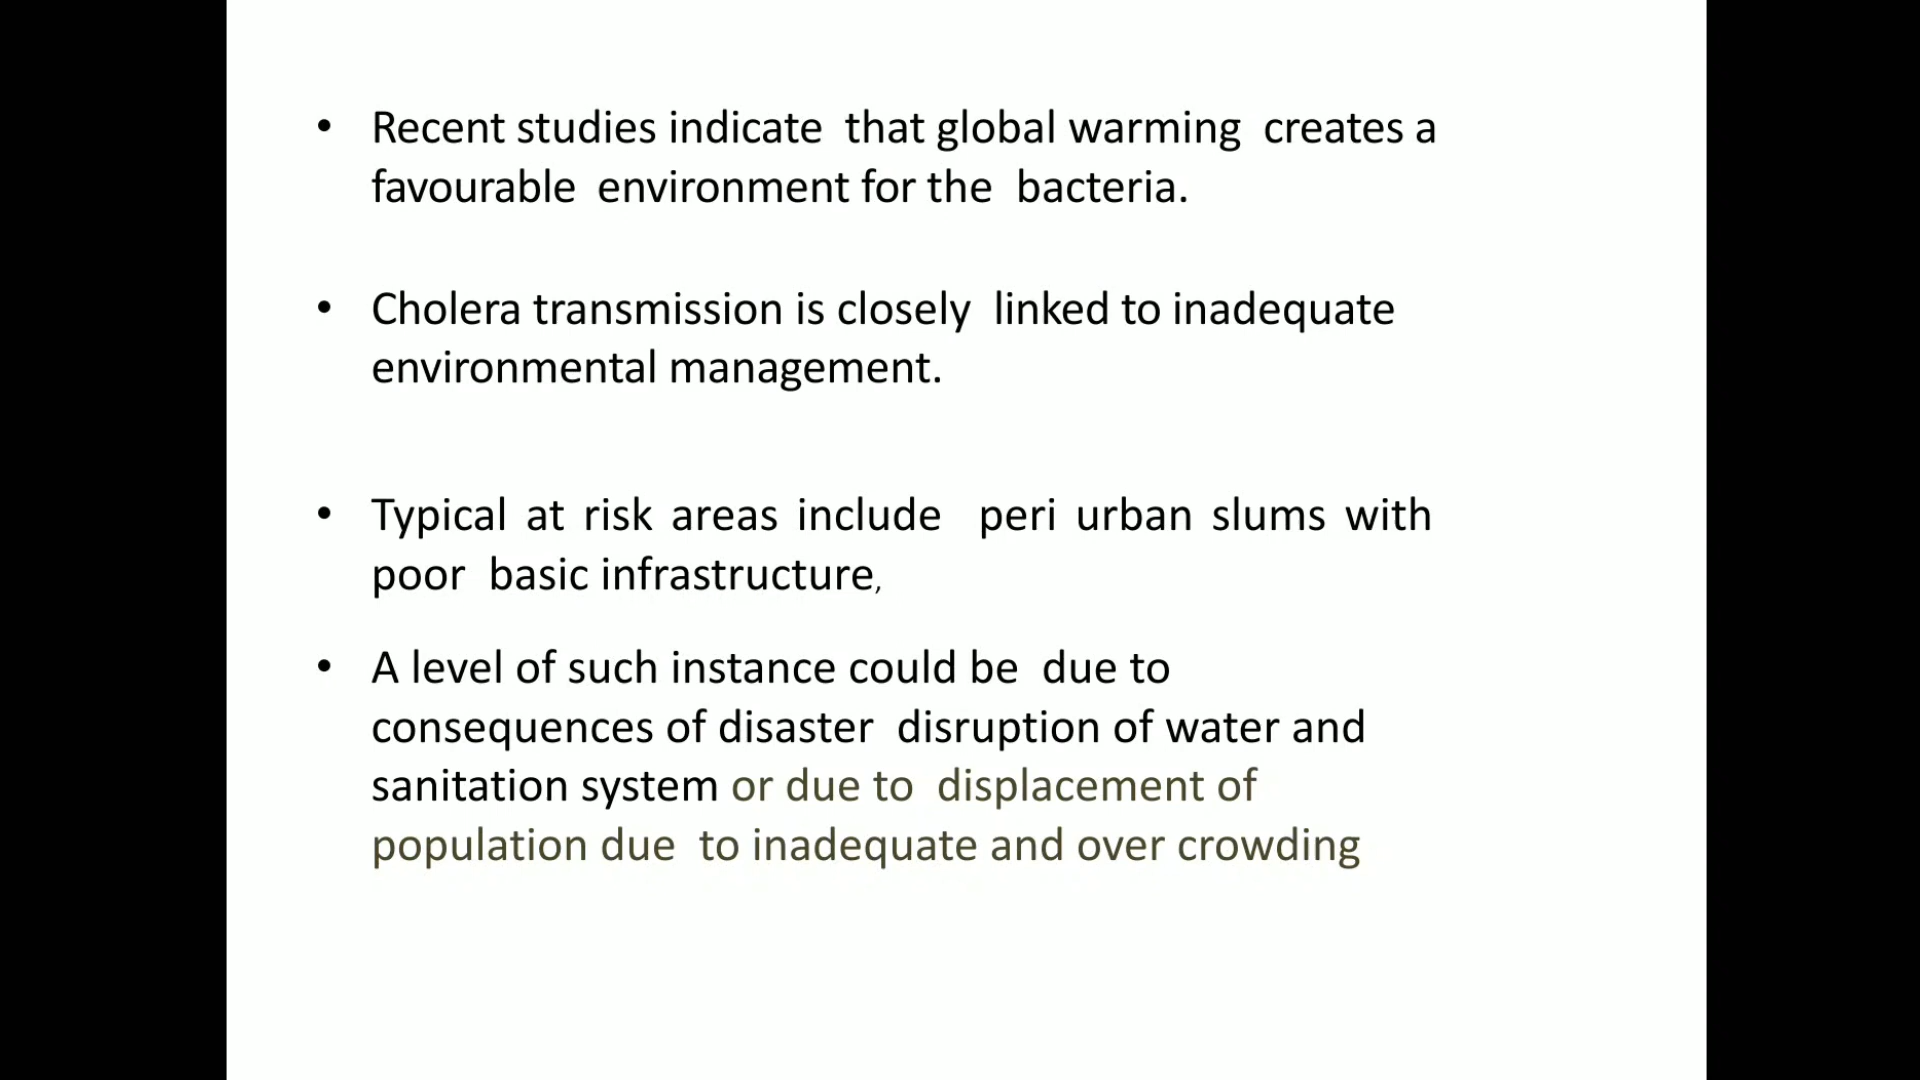 • Recent studies indicate that global warming creates a
favourable environment for the bacteria.
• Cholera transmission is closely linked to inadequate
environmental management.
• Typical at risk areas include peri urban slums with
poor basic infrastructure,
• A level of such instance could be due to
consequences of disaster disruption of water and
sanitation system or due to displacement of
population due to inadequate and over crowding